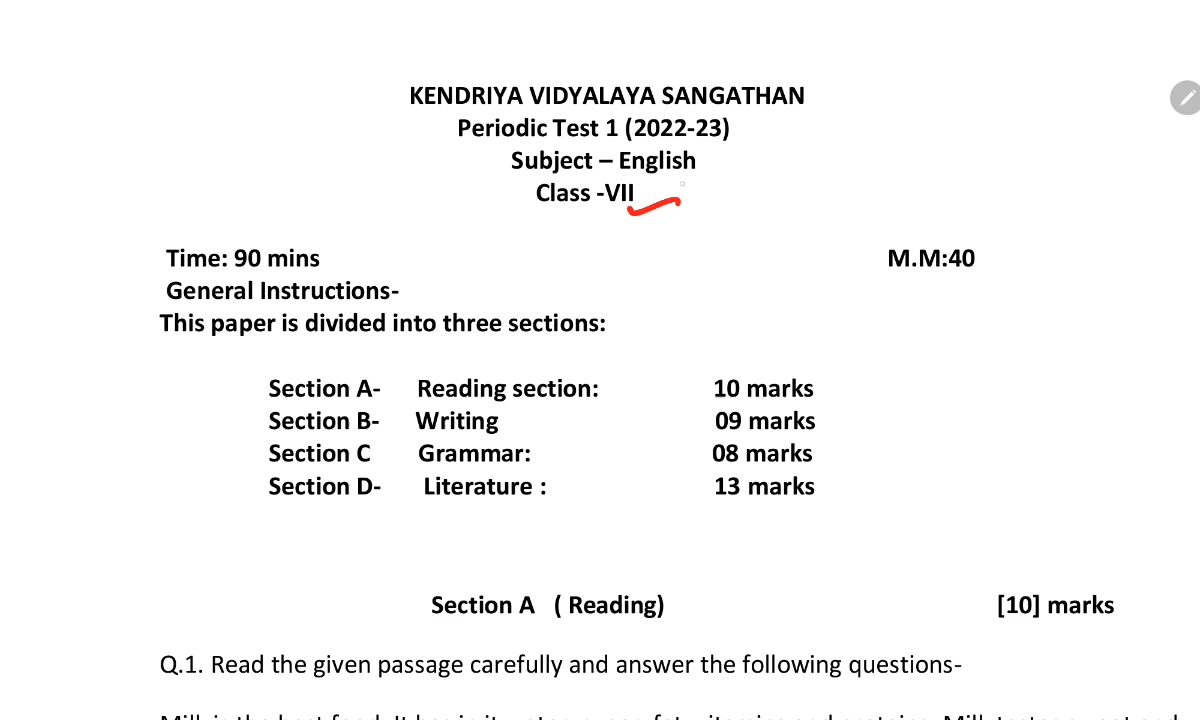 KENDRIYA VIDYALAYA SANGATHAN
Periodic Test 1 (2022-23)
Subject – English
Class -VII
Time: 90 mins M.M:40
General Instructions-
This paper is divided into three sections:
Section A- Reading section: 10 marks
Section B- Writing 09 marks
Section C Grammar: 08 marks
Section D- Literature : 13 marks
Section A ( Reading) [10] marks
Q.1. Read the given passage carefully and answer the following questions-